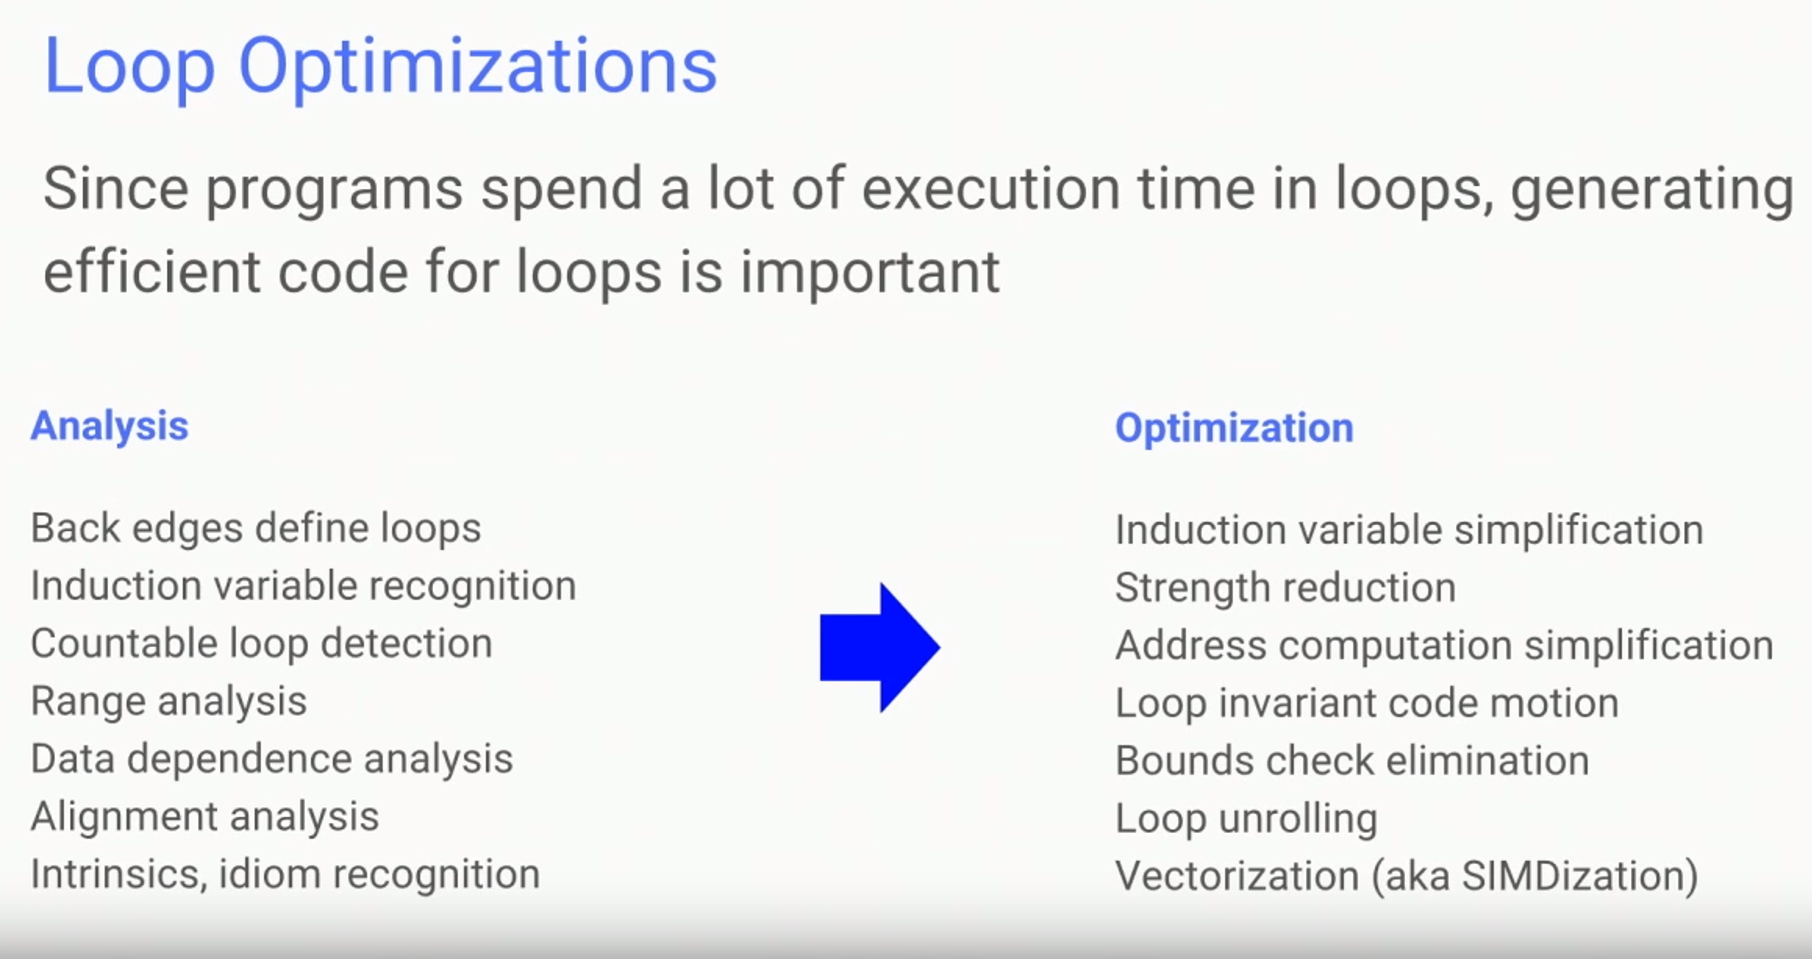 Loop Optimizations
Since programs spend a lot of execution time in loops, generating
efficient code for loops is important
Analysis
Back edges define loops
Induction variable recognition
Countable loop detection
Range analysis
Data dependence analysis
Alignment analysis
Intrinsics, idiom recognition
Optimization
Induction variable simplification
Strength reduction
Address computation simplification
Loop invariant code motion
Bounds check elimination
Loop unrolling
Vectorization (aka SIMDization)